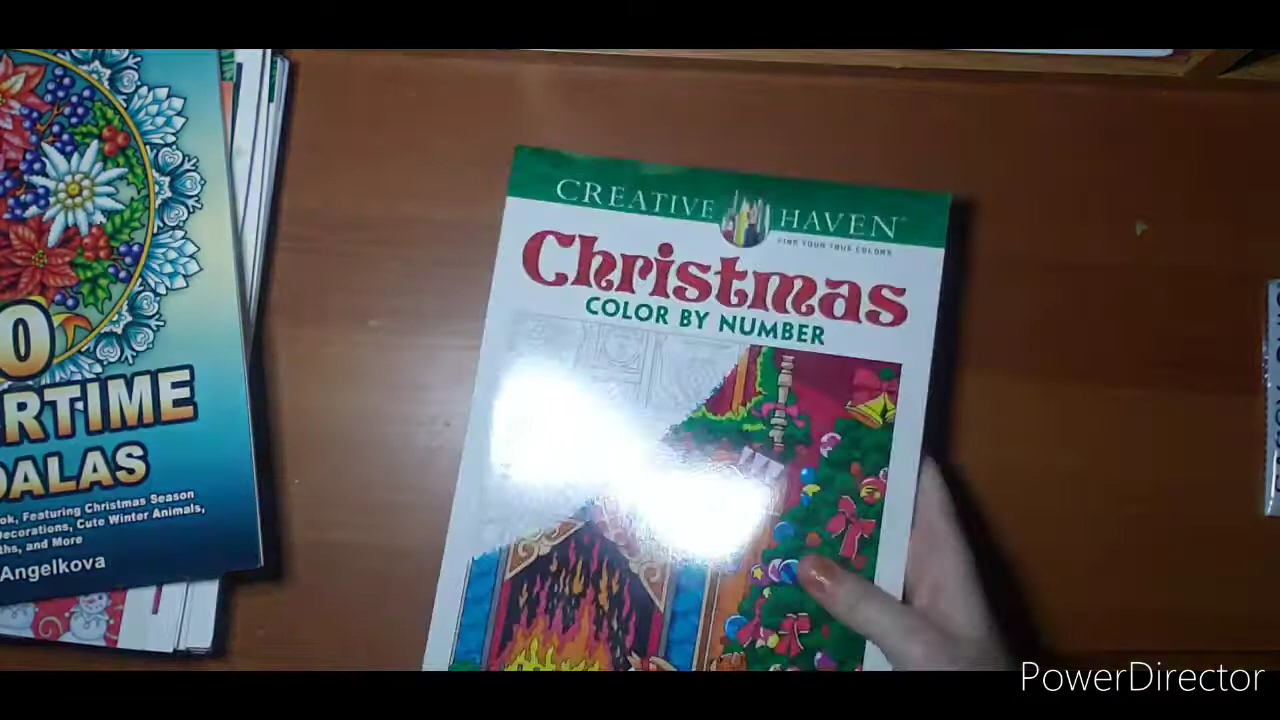 CREATIVE HAVEN
FIND YOUR TRUE COLORS
Christmas
COLOR BY NUMBER
0
RTIME
DALAS
ok, Featuring Christmas Season
Decorations, Cute Winter Animals,
ths, and More
Angelkova
PowerDirector